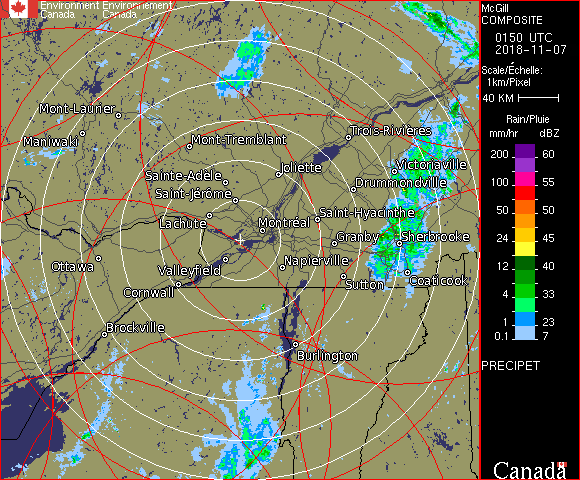 Environment Environnement
Canada Canada
McGill
COMPOSITE
0150 UTC
2018-11-07
Scale/Échelle:
1km/Pixel
40 KM
Rain/Pluie
mm/hr dBZ
200 60
100 55
50 50
24 45
12 40
4 33
1 23
0.1 7
PRECIPET
Canada
Mont-Laurier
Maniwaki
Mont-Tremblant
Trois-Rivières
Sainte-Adèle
Joliette
Victoriaville
Saint-Jérôme
Drummondville
Lachute
Montréal
Saint-Hyacinthe
Granby
Sherbrooke
Ottawa
Valleyfield
Napierville
Cornwall
Sutton
Coaticook
Brockville
Burlington